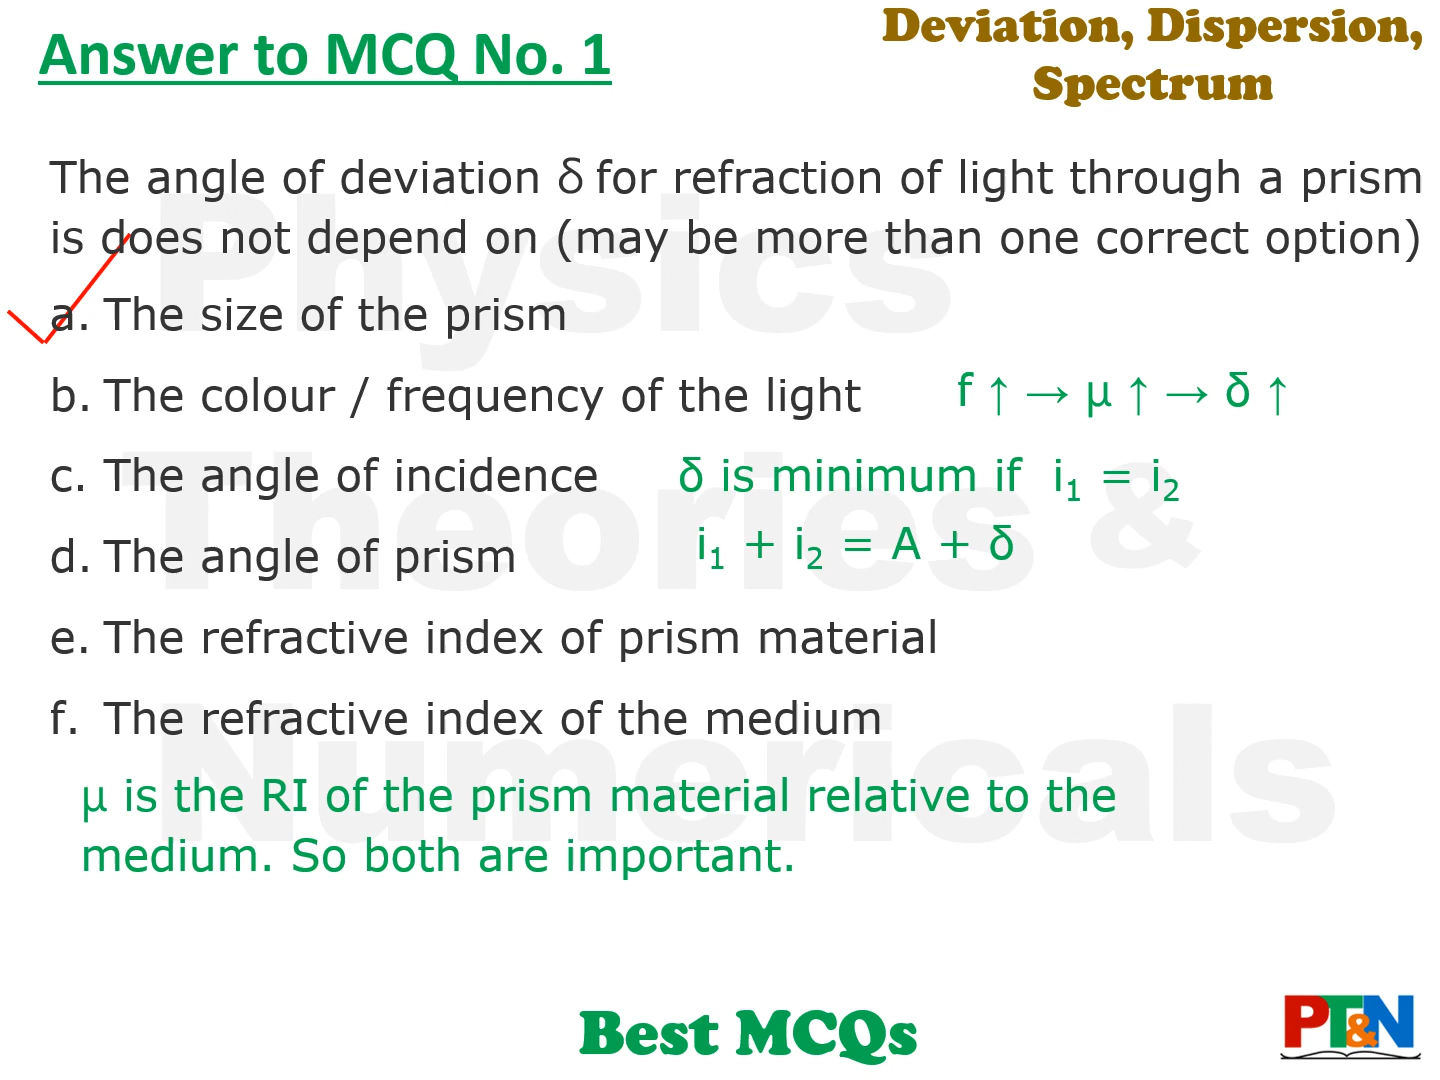 Answer to MCQ No. 1
Deviation, Dispersion,
Spectrum
The angle of deviation δ for refraction of light through a prism
is does not depend on (may be more than one correct option)
a. The size of the prism
b. The colour / frequency of the light f ↑ → μ ↑ → δ ↑
c. The angle of incidence δ is minimum if i₁ = i₂
d. The angle of prism i₁ + i₂ = A + δ
e. The refractive index of prism material
f. The refractive index of the medium
μ is the RI of the prism material relative to the
medium. So both are important.
Physics
Theories &
Numericals
Best MCQs
PT&N